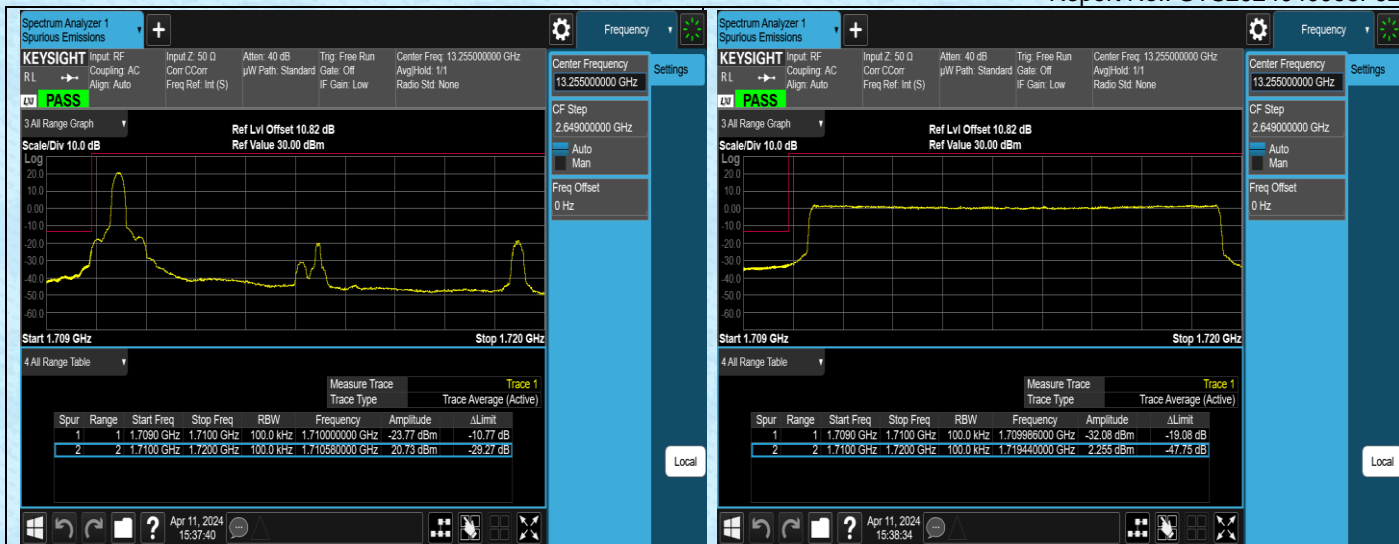 Spectrum Analyzer 1
Spurious Emissions
+
Frequency
KEYSIGHT
Input: RF
Coupling: AC
Align: Auto
Input Z: 50 Ω
Corr CCorr
Freq Ref: Int (S)
Atten: 40 dB
µW Path: Standard
Trig: Free Run
Gate: Off
IF Gain: Low
Center Freq: 13.255000000 GHz
Avg|Hold: 1/1
Radio Std: None
RL
LXI PASS
Center Frequency
13.255000000 GHz
Settings
CF Step
2.649000000 GHz
Auto
Man
Freq Offset
0 Hz
3 All Range Graph
Ref Lvl Offset 10.82 dB
Scale/Div 10.0 dB
Ref Value 30.00 dBm
Log
20.0
10.0
0.00
-10.0
-20.0
-30.0
-40.0
-50.0
-60.0
Start 1.709 GHz
Stop 1.720 GHz
4 All Range Table
Measure Trace Trace 1
Trace Type Trace Average (Active)
Spur Range Start Freq Stop Freq RBW Frequency Amplitude ΔLimit
1 1 1.7090 GHz 1.7100 GHz 100.0 kHz 1.710000000 GHz -23.77 dBm -10.77 dB
2 2 1.7100 GHz 1.7200 GHz 100.0 kHz 1.710580000 GHz 20.73 dBm -29.27 dB
Local
?
Apr 11, 2024
15:37:40
Spectrum Analyzer 1
Spurious Emissions
+
Frequency
KEYSIGHT
Input: RF
Coupling: AC
Align: Auto
Input Z: 50 Ω
Corr CCorr
Freq Ref: Int (S)
Atten: 40 dB
µW Path: Standard
Trig: Free Run
Gate: Off
IF Gain: Low
Center Freq: 13.255000000 GHz
Avg|Hold: 1/1
Radio Std: None
RL
LXI PASS
Center Frequency
13.255000000 GHz
Settings
CF Step
2.649000000 GHz
Auto
Man
Freq Offset
0 Hz
3 All Range Graph
Ref Lvl Offset 10.82 dB
Scale/Div 10.0 dB
Ref Value 30.00 dBm
Log
20.0
10.0
0.00
-10.0
-20.0
-30.0
-40.0
-50.0
-60.0
Start 1.709 GHz
Stop 1.720 GHz
4 All Range Table
Measure Trace Trace 1
Trace Type Trace Average (Active)
Spur Range Start Freq Stop Freq RBW Frequency Amplitude ΔLimit
1 1 1.7090 GHz 1.7100 GHz 100.0 kHz 1.709986000 GHz -32.08 dBm -19.08 dB
2 2 1.7100 GHz 1.7200 GHz 100.0 kHz 1.719440000 GHz 2.255 dBm -47.75 dB
Local
?
Apr 11, 2024
15:38:34